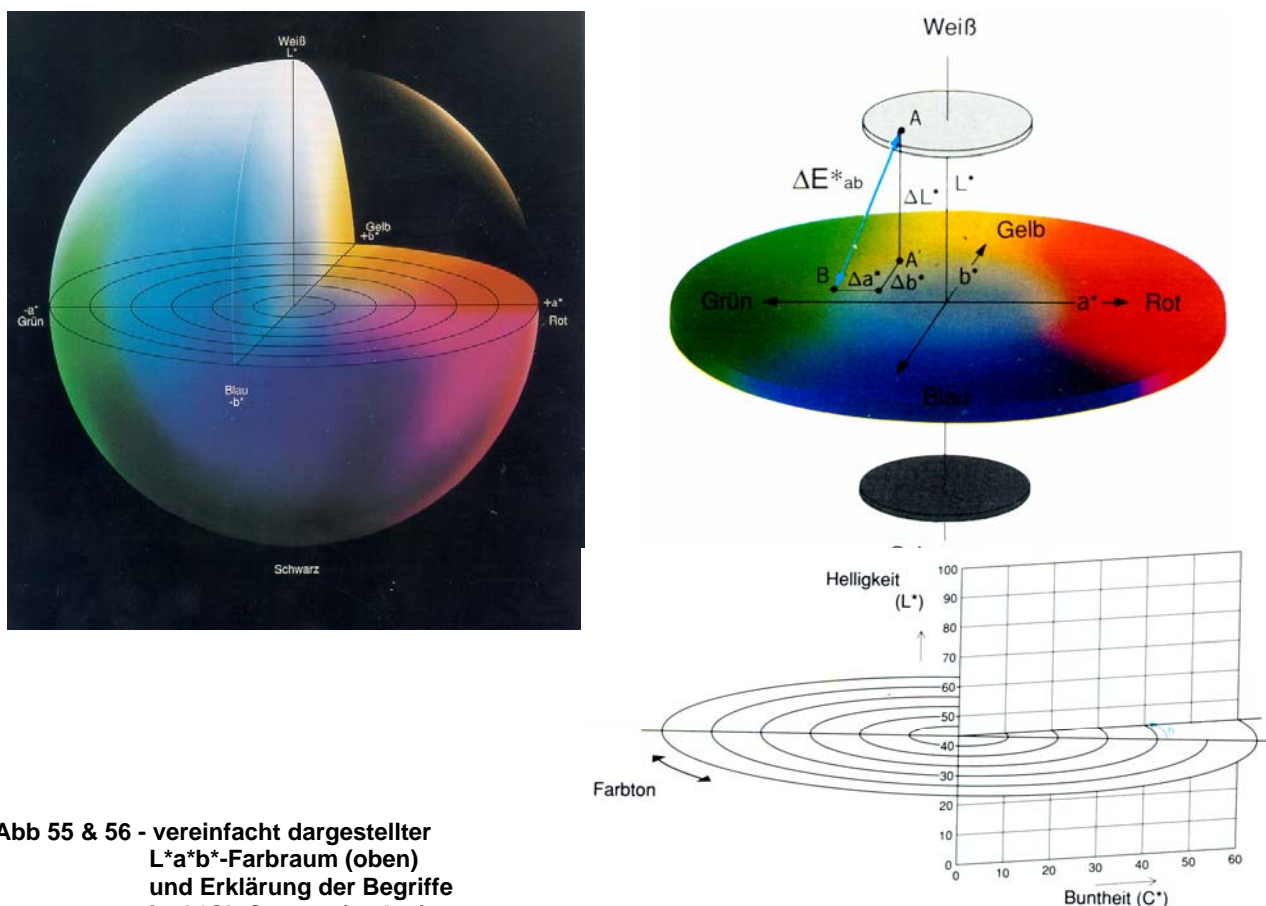 Weiß
L*
Gelb
+b*
-a*
Grün
+a*
Rot
Blau
-b*
Schwarz
Weiß
A
ΔE*ab
ΔL*
L*
Gelb
B
Δa*
A'
Δb*
b*
Grün
a*
Rot
Blau
Helligkeit
(L*)
100
90
80
70
60
50
40
30
20
10
0
0 10 20 30 40 50 60
Farbton
Buntheit (C*)
Abb 55 & 56 - vereinfacht dargestellter
L*a*b*-Farbraum (oben)
und Erklärung der Begriffe